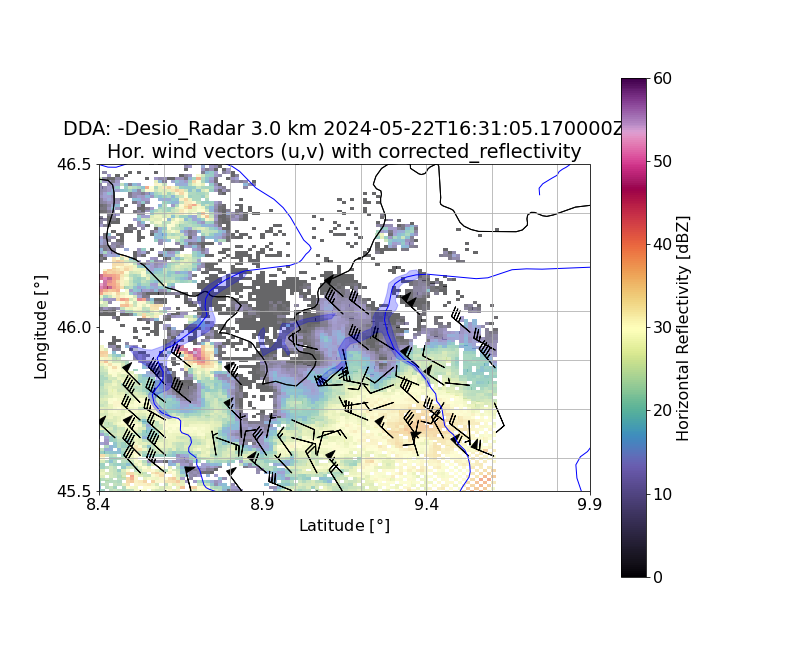 DDA: -Desio_Radar 3.0 km 2024-05-22T16:31:05.170000Z
Hor. wind vectors (u,v) with corrected_reflectivity
46.5
46.0
45.5
Longitude [°]
8.4
8.9
9.4
9.9
Latitude [°]
60
50
40
30
20
10
0
Horizontal Reflectivity [dBZ]